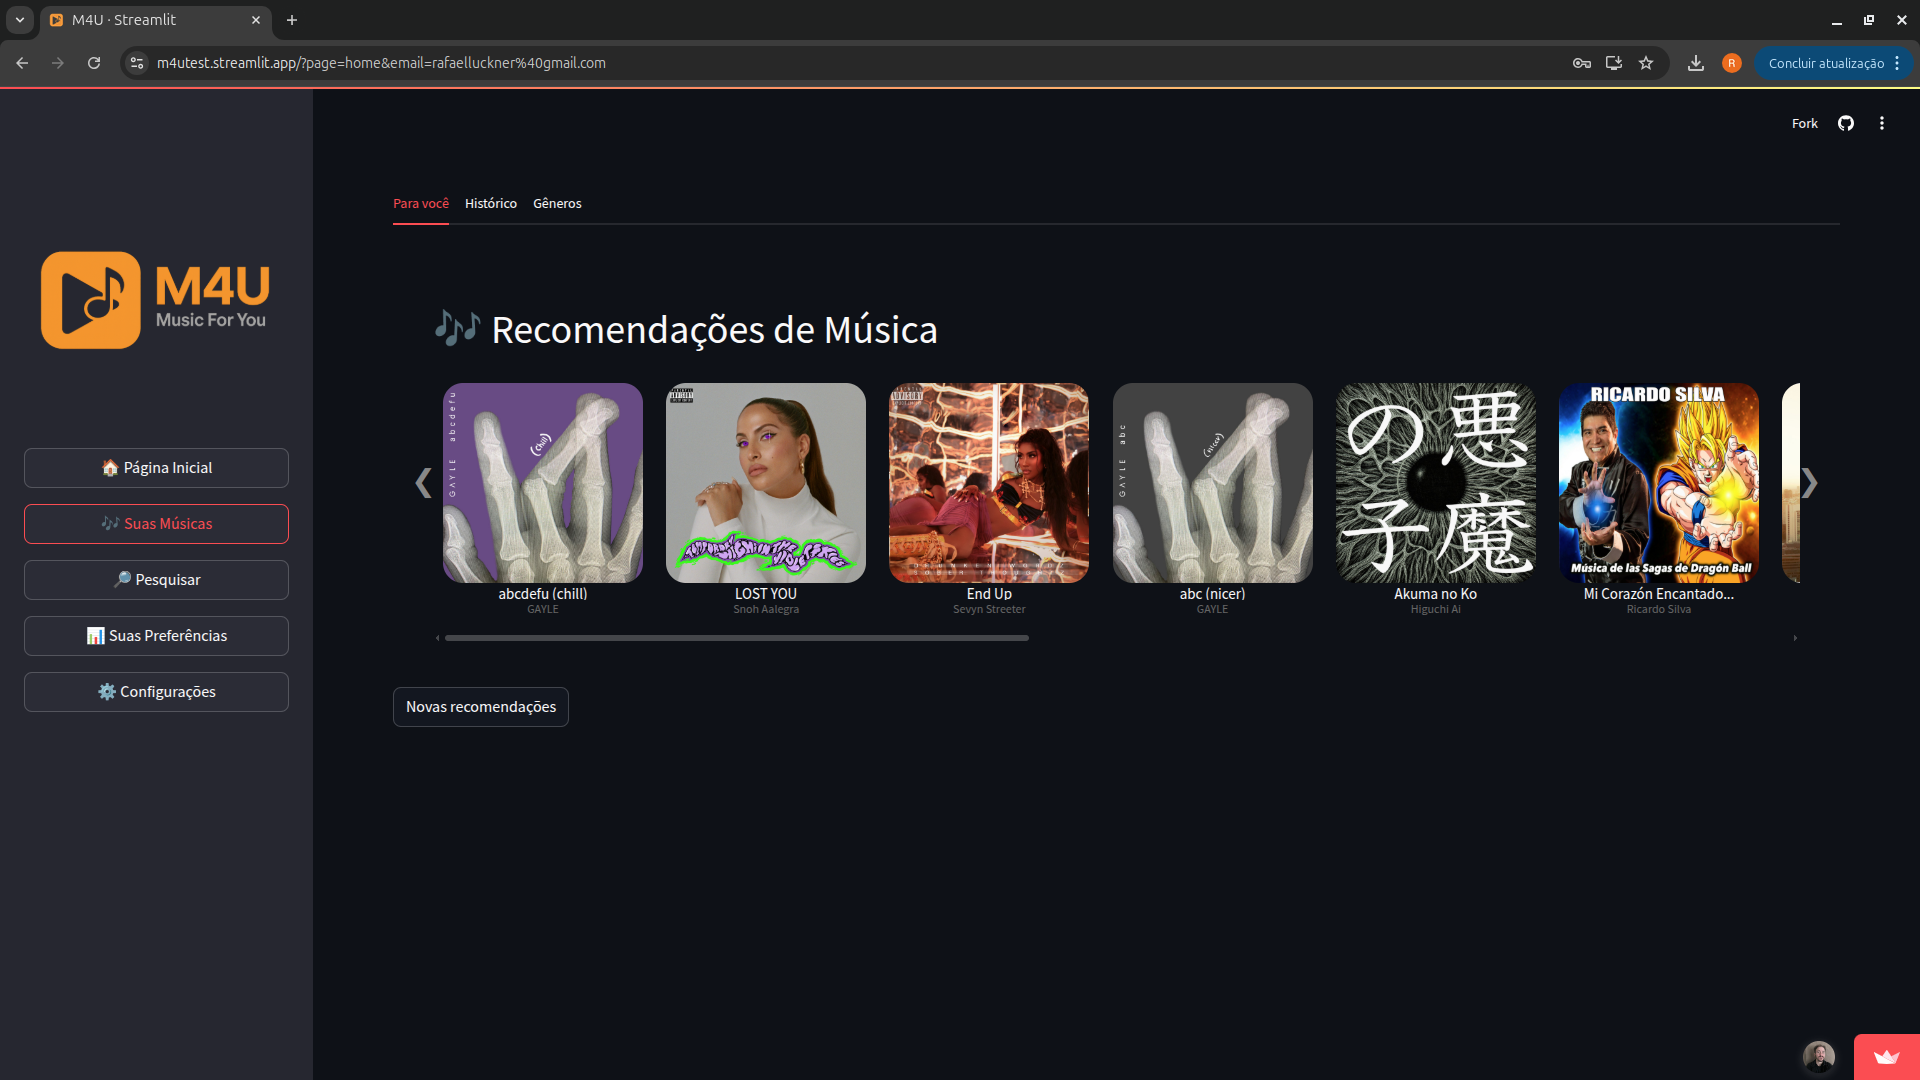 M4U · Streamlit
m4utest.streamlit.app/?page=home&email=rafaelluckner%40gmail.com
R
Concluir atualização
Fork
M4U
Music For You
🏠 Página Inicial
🎶 Suas Músicas
🔎 Pesquisar
📊 Suas Preferências
⚙️ Configurações
Para você
Histórico
Gêneros
🎶 Recomendações de Música
GAYLE abcdefu
(chill)
GAYLE abc
(nicer)
悪魔
の子
RICARDO SILVA
Música de las Sagas de Dragón Ball
abcdefu (chill)
GAYLE
LOST YOU
Snoh Aalegra
End Up
Sevyn Streeter
abc (nicer)
GAYLE
Akuma no Ko
Higuchi Ai
Mi Corazón Encantado...
Ricardo Silva
Novas recomendações